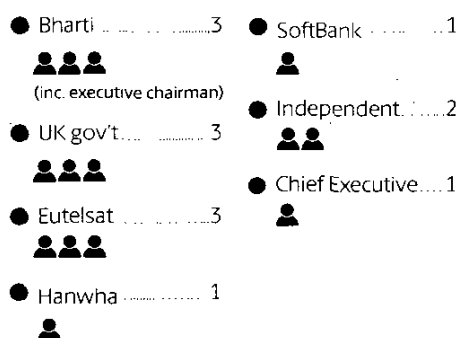 Bharti 3
(inc. executive chairman)
UK gov't 3
Eutelsat 3
Hanwha 1
SoftBank 1
Independent 2
Chief Executive 1